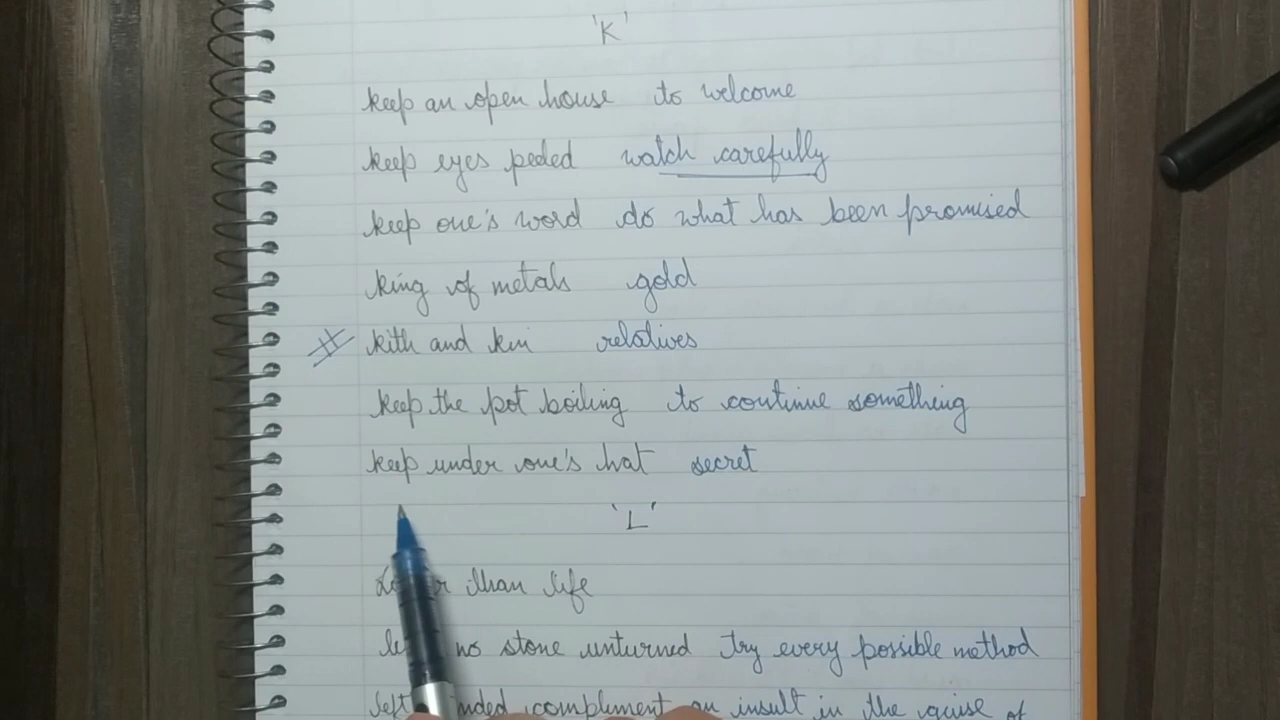 'K'
keep an open house to welcome
keep eyes peeled watch carefully
keep one's word do what has been promised
king of metals gold
# kith and kin relatives
keep the pot boiling to continue something
keep under one's hat secret
'L'
than life
no stone unturned try every possible method
left compliment an insult in the guise of